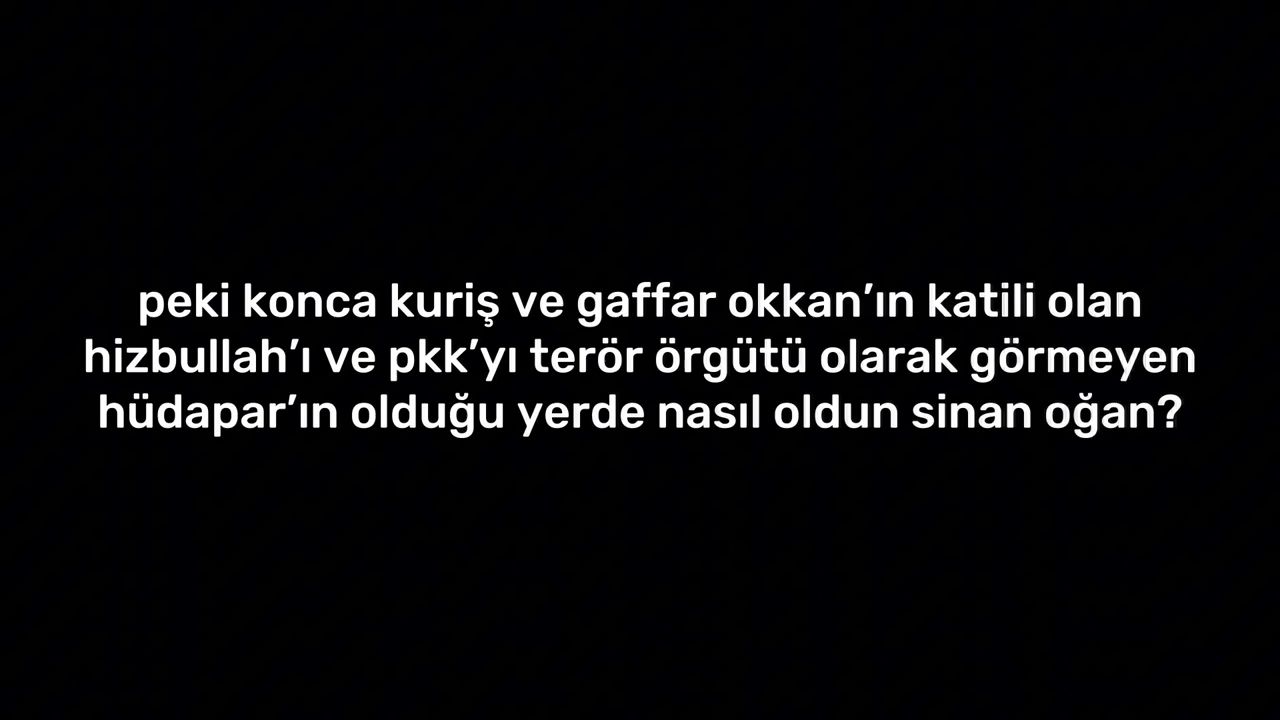 peki konca kuriş ve gaffar okkan’ın katili olan
hizbullah’ı ve pkk’yı terör örgütü olarak görmeyen
hüdapar’ın olduğu yerde nasıl oldun sinan oğan?